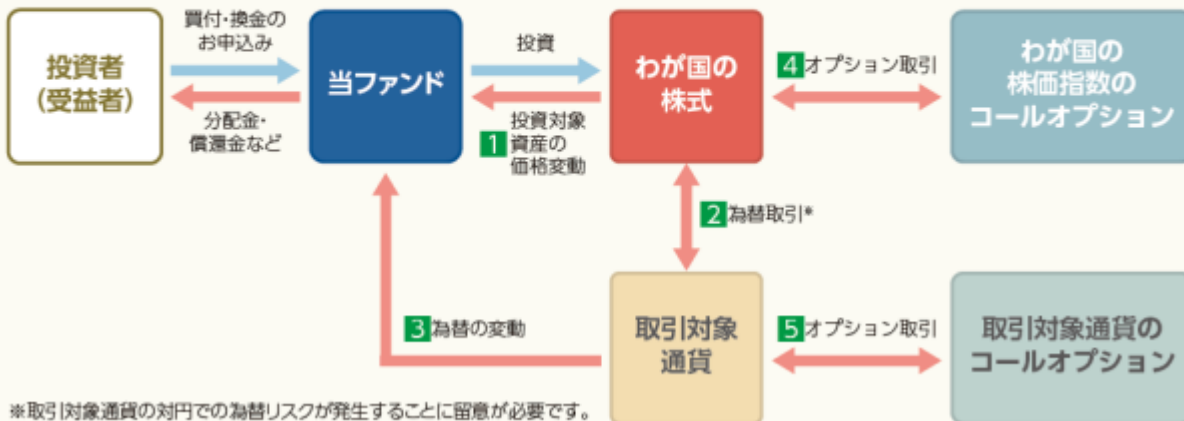 買付・換金の
お申込み
投資者
(受益者)
分配金・
償還金など
当ファンド
投資
1 投資対象
資産の
価格変動
わが国の
株式
4 オプション取引
わが国の
株価指数の
コールオプション
2 為替取引*
3 為替の変動
取引対象
通貨
5 オプション取引
取引対象通貨の
コールオプション
※取引対象通貨の対円での為替リスクが発生することに留意が必要です。